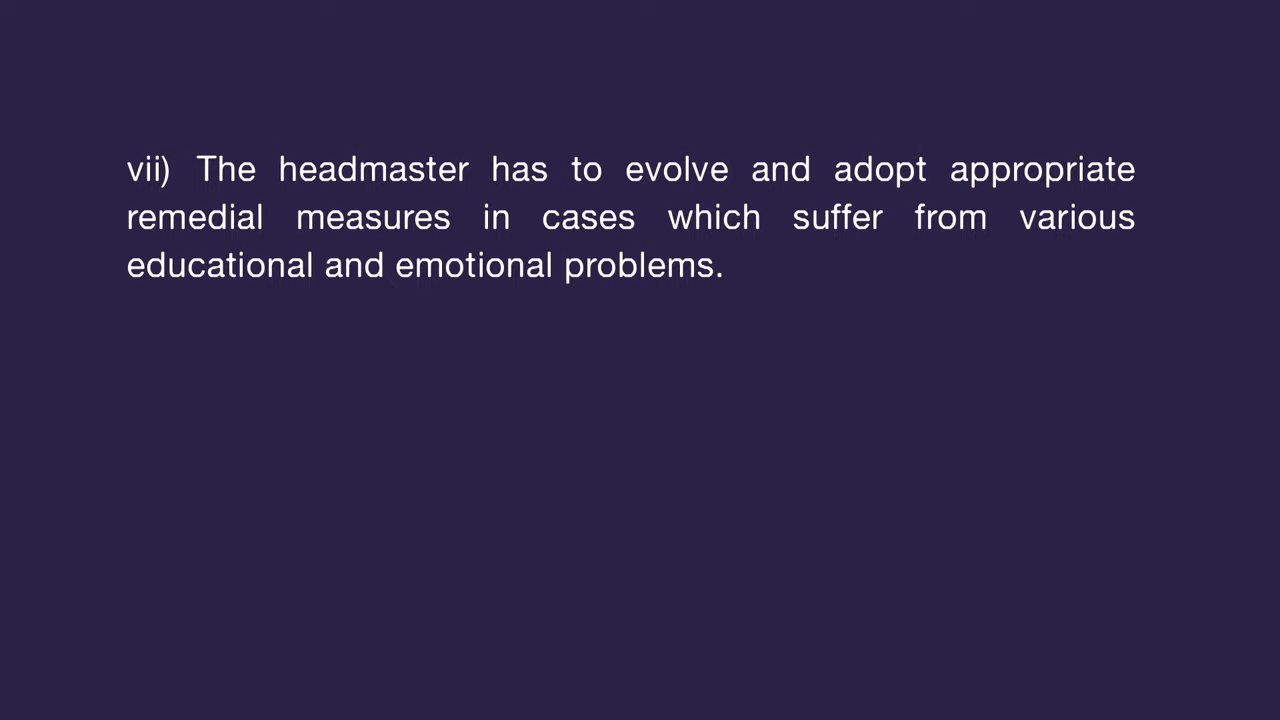 vii) The headmaster has to evolve and adopt appropriate
remedial measures in cases which suffer from various
educational and emotional problems.